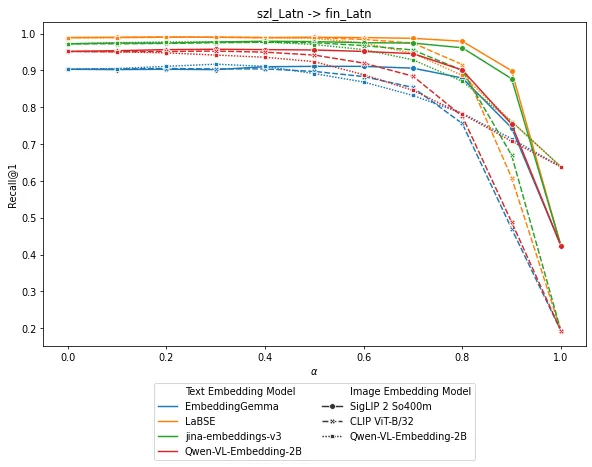 szl_Latn -> fin_Latn
1.0
0.9
0.8
0.7
0.6
0.5
0.4
0.3
0.2
Recall@1
0.0 0.2 0.4 0.6 0.8 1.0
α
Text Embedding Model Image Embedding Model
EmbeddingGemma SigLIP 2 So400m
LaBSE CLIP ViT-B/32
jina-embeddings-v3 Qwen-VL-Embedding-2B
Qwen-VL-Embedding-2B